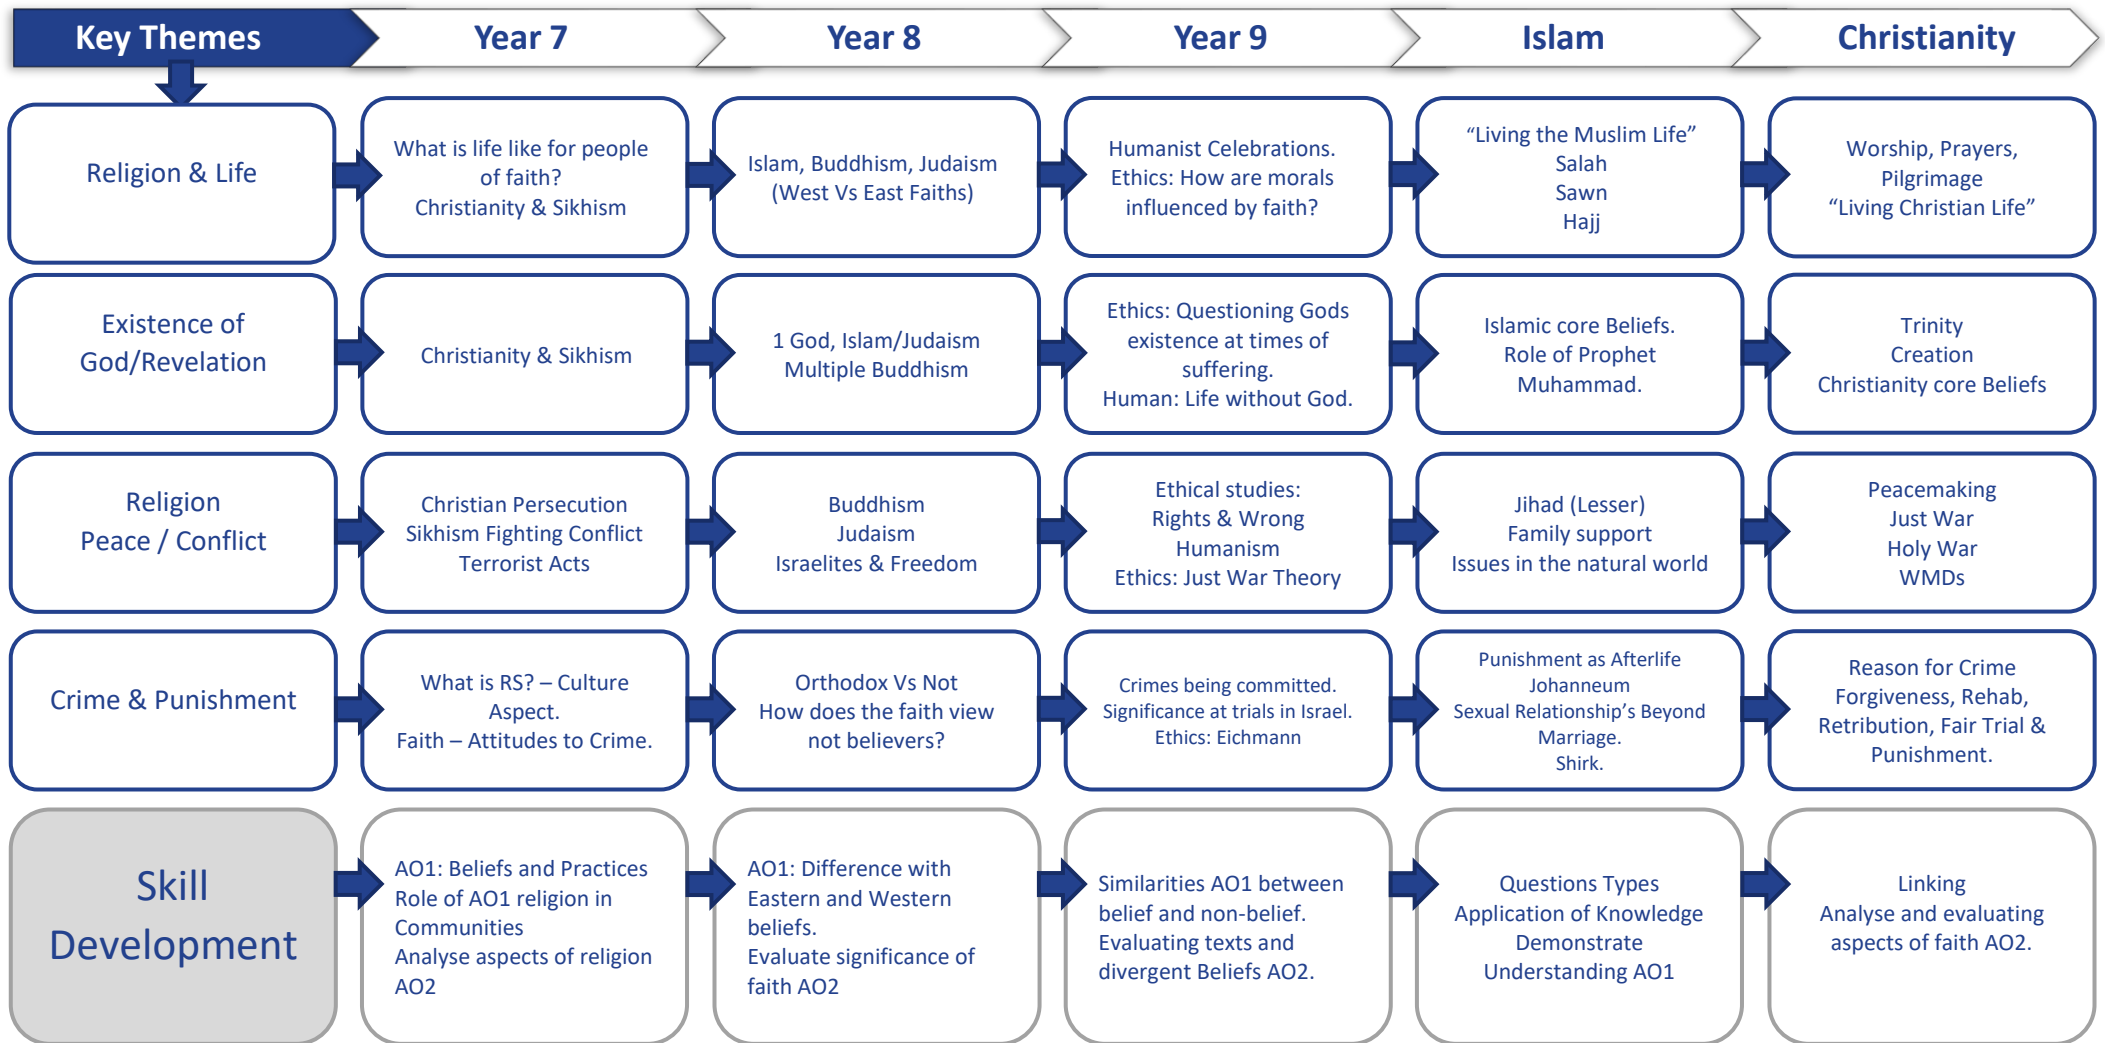 Key Themes
Year 7
Year 8
Year 9
Islam
Christianity
Religion & Life
What is life like for people
of faith?
Christianity & Sikhism
Islam, Buddhism, Judaism
(West Vs East Faiths)
Humanist Celebrations.
Ethics: How are morals
influenced by faith?
“Living the Muslim Life”
Salah
Sawn
Hajj
Worship, Prayers,
Pilgrimage
“Living Christian Life”
Existence of
God/Revelation
Christianity & Sikhism
1 God, Islam/Judaism
Multiple Buddhism
Ethics: Questioning Gods
existence at times of
suffering.
Human: Life without God.
Islamic core Beliefs.
Role of Prophet
Muhammad.
Trinity
Creation
Christianity core Beliefs
Religion
Peace / Conflict
Christian Persecution
Sikhism Fighting Conflict
Terrorist Acts
Buddhism
Judaism
Israelites & Freedom
Ethical studies:
Rights & Wrong
Humanism
Ethics: Just War Theory
Jihad (Lesser)
Family support
Issues in the natural world
Peacemaking
Just War
Holy War
WMDs
Crime & Punishment
What is RS? – Culture
Aspect.
Faith – Attitudes to Crime.
Orthodox Vs Not
How does the faith view
not believers?
Crimes being committed.
Significance at trials in Israel.
Ethics: Eichmann
Punishment as Afterlife
Johanneum
Sexual Relationship’s Beyond
Marriage.
Shirk.
Reason for Crime
Forgiveness, Rehab,
Retribution, Fair Trial &
Punishment.
Skill
Development
AO1: Beliefs and Practices
Role of AO1 religion in
Communities
Analyse aspects of religion
AO2
AO1: Difference with
Eastern and Western
beliefs.
Evaluate significance of
faith AO2
Similarities AO1 between
belief and non-belief.
Evaluating texts and
divergent Beliefs AO2.
Questions Types
Application of Knowledge
Demonstrate
Understanding AO1
Linking
Analyse and evaluating
aspects of faith AO2.